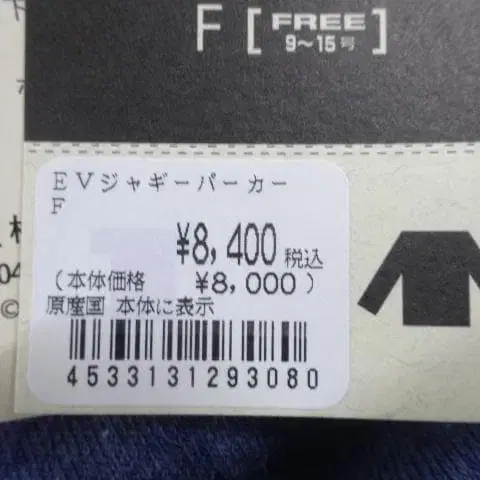 F [ FREE 9～15号 ]
EVジャギーパーカー
F
¥8,400 税込
(本体価格 ¥8,000)
原産国 本体に表示
4533131293080
04
©